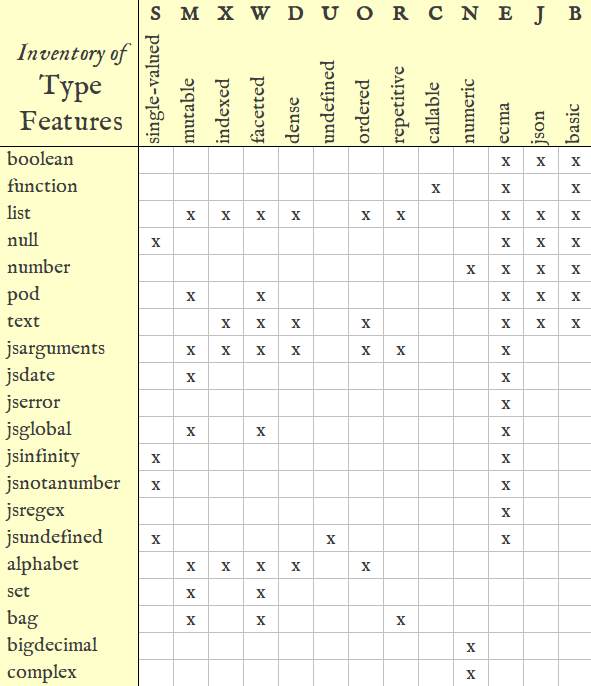 S M X W D U O R C N E J B
Inventory of
Type
Features
single-valued mutable indexed facetted dense undefined ordered repetitive callable numeric ecma json basic
boolean x x x
function x x x
list x x x x x x x x x
null x x x x
number x x x x
pod x x x x x
text x x x x x x x
jsarguments x x x x x x x
jsdate x x
jserror x
jsglobal x x x
jsinfinity x x
jsnotanumber x x
jsregex x
jsundefined x x x
alphabet x x x x x
set x x
bag x x x
bigdecimal x
complex x